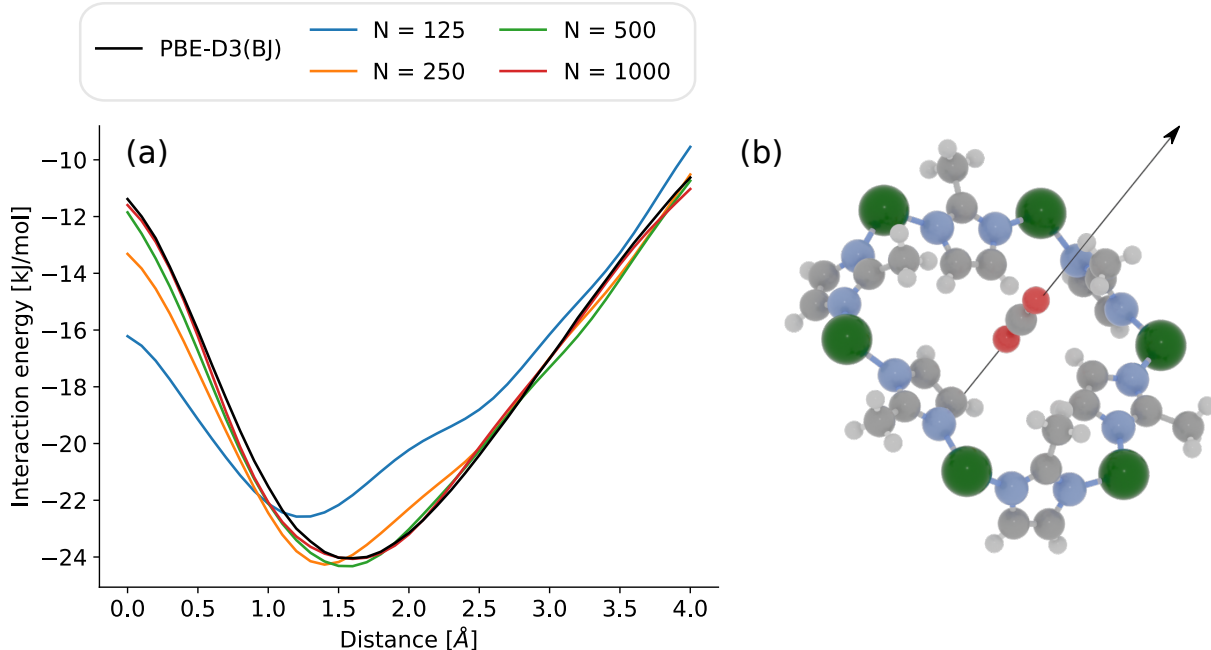 PBE-D3(BJ)
N = 125
N = 250
N = 500
N = 1000
(a)
(b)
Interaction energy [kJ/mol]
−10
−12
−14
−16
−18
−20
−22
−24
0.0 0.5 1.0 1.5 2.0 2.5 3.0 3.5 4.0
Distance [Å]